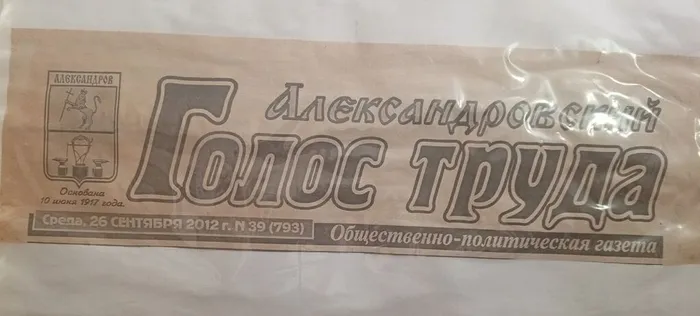 АЛЕКСАНДРОВ
Александровский
Голос труда
Основана
10 июня 1917 года.
Среда, 26 СЕНТЯБРЯ 2012 г. N 39 (793)
Общественно-политическая газета